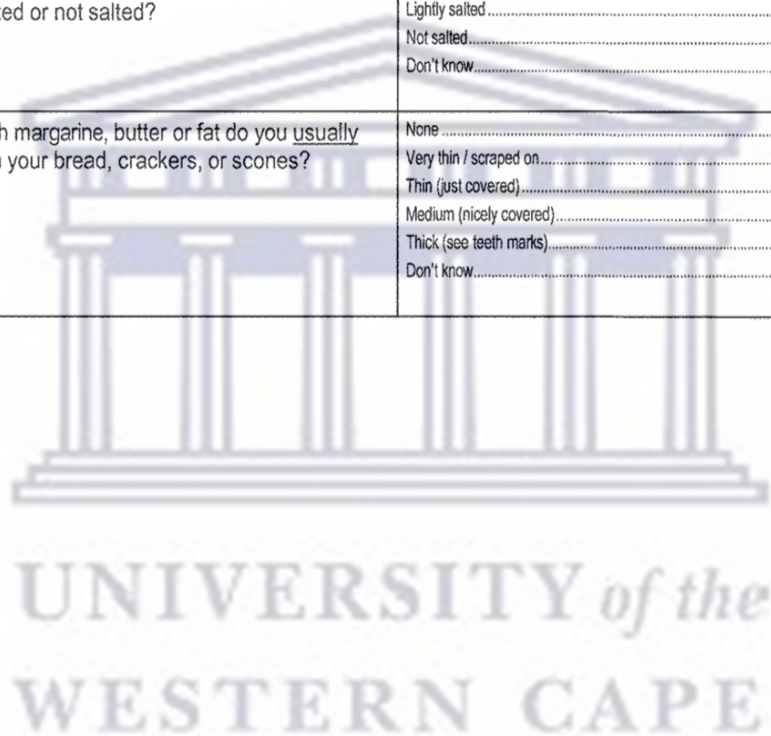 ted or not salted?
Lightly salted
Not salted
Don't know
h margarine, butter or fat do you usually
your bread, crackers, or scones?
None
Very thin / scraped on
Thin (just covered)
Medium (nicely covered)
Thick (see teeth marks)
Don't know
UNIVERSITY of the
WESTERN CAPE